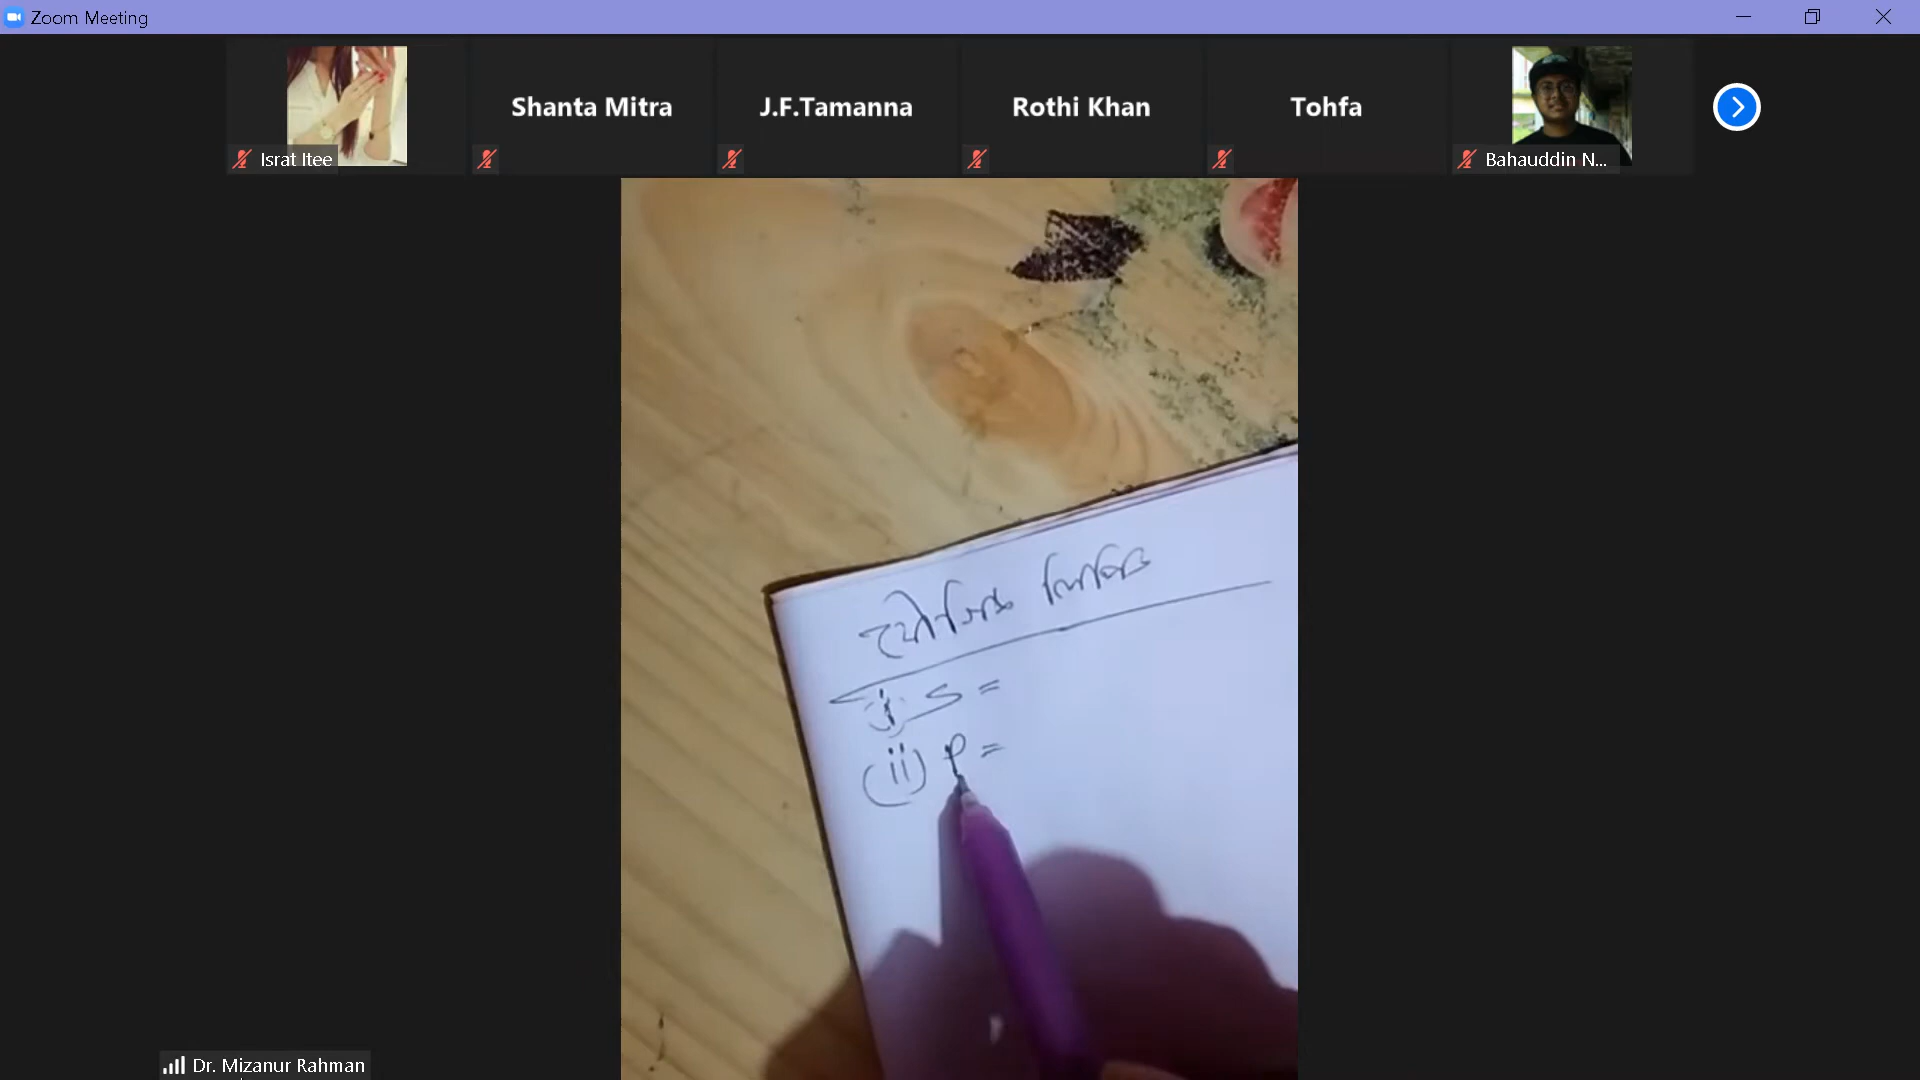 Zoom Meeting
Israt Itee
Shanta Mitra
J.F.Tamanna
Rothi Khan
Tohfa
Bahauddin N...
(i) S =
(ii) P =
Dr. Mizanur Rahman